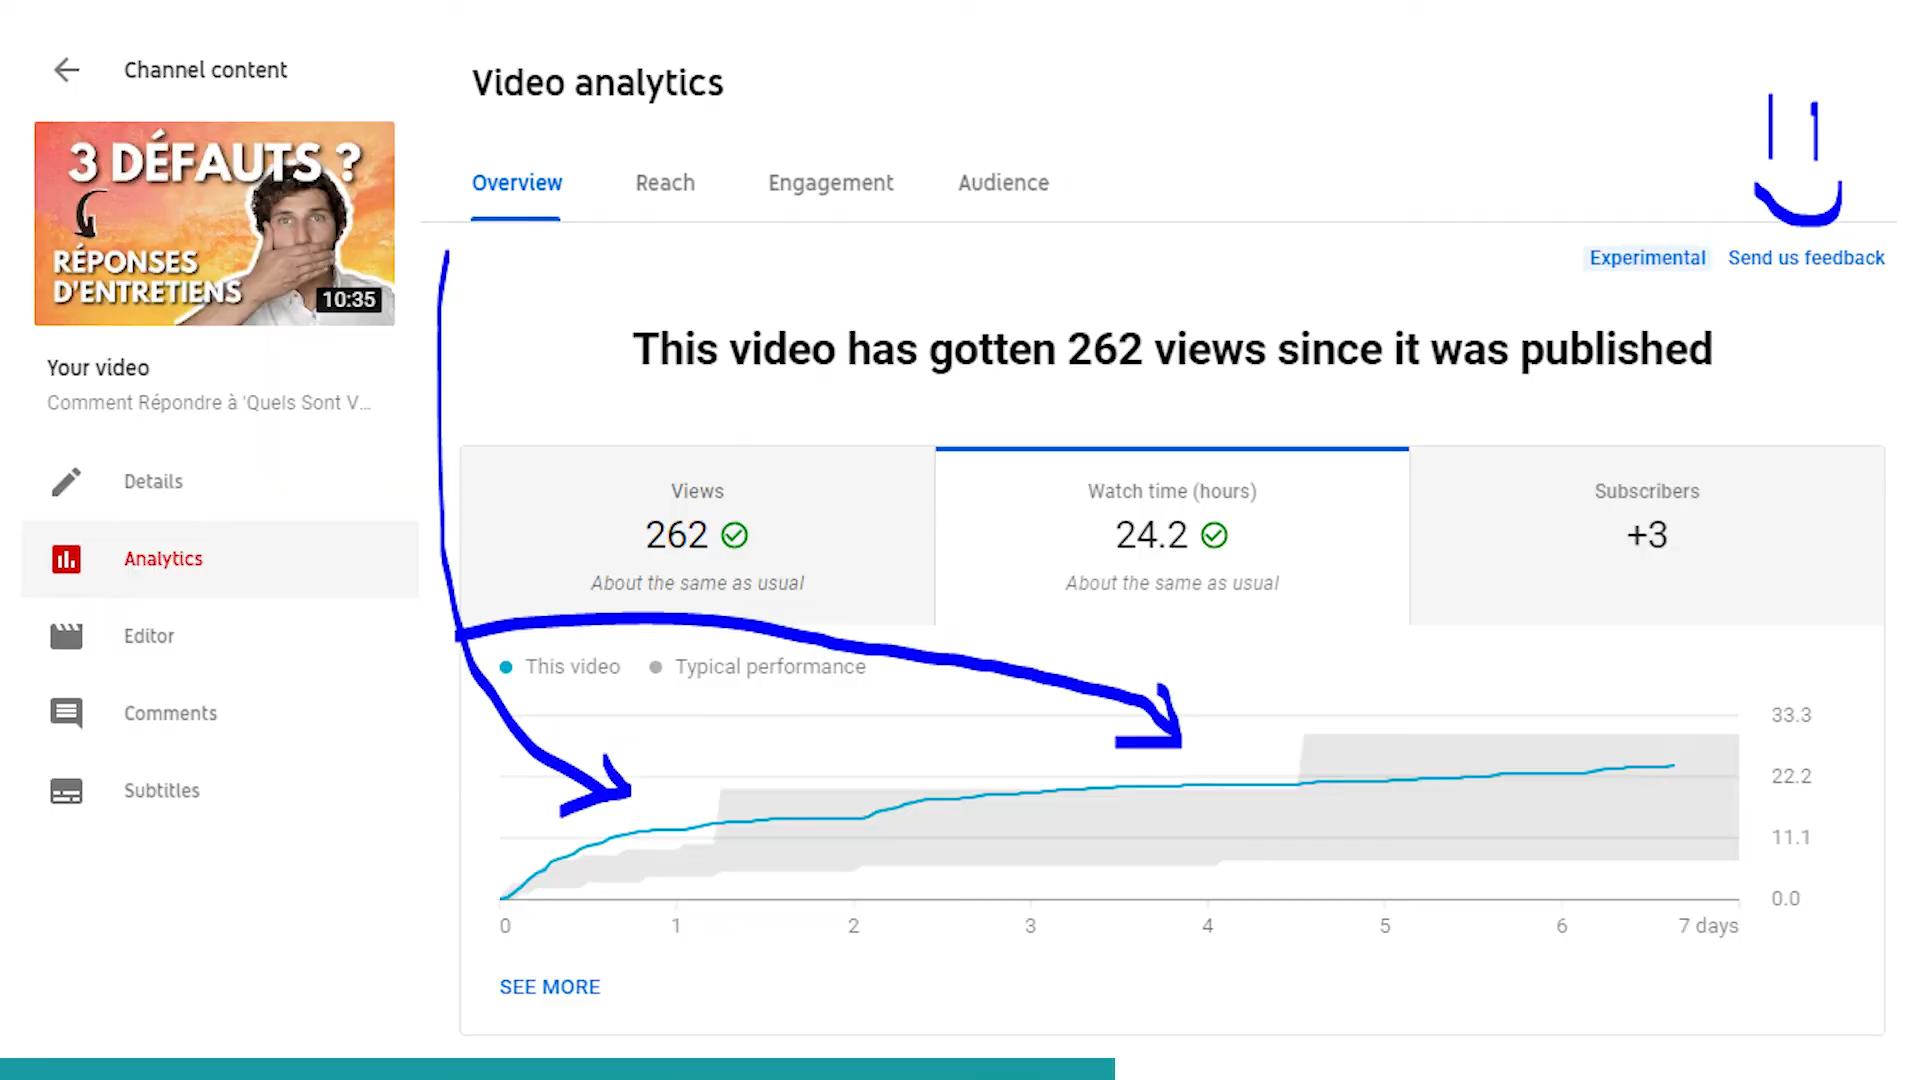 Channel content
3 DÉFAUTS ?
RÉPONSES
D'ENTRETIENS
10:35
Your video
Comment Répondre à 'Quels Sont V...
Details
Analytics
Editor
Comments
Subtitles
Video analytics
Overview Reach Engagement Audience
Experimental Send us feedback
This video has gotten 262 views since it was published
Views
262
About the same as usual
Watch time (hours)
24.2
About the same as usual
Subscribers
+3
This video Typical performance
33.3
22.2
11.1
0.0
0 1 2 3 4 5 6 7 days
SEE MORE